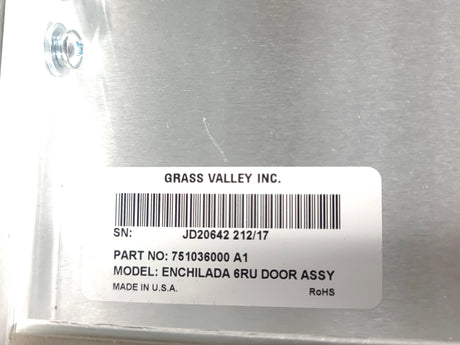 GRASS VALLEY INC.
SN: JD20642 212/17
PART NO: 751036000 A1
MODEL: ENCHILADA 6RU DOOR ASSY
MADE IN U.S.A. RoHS